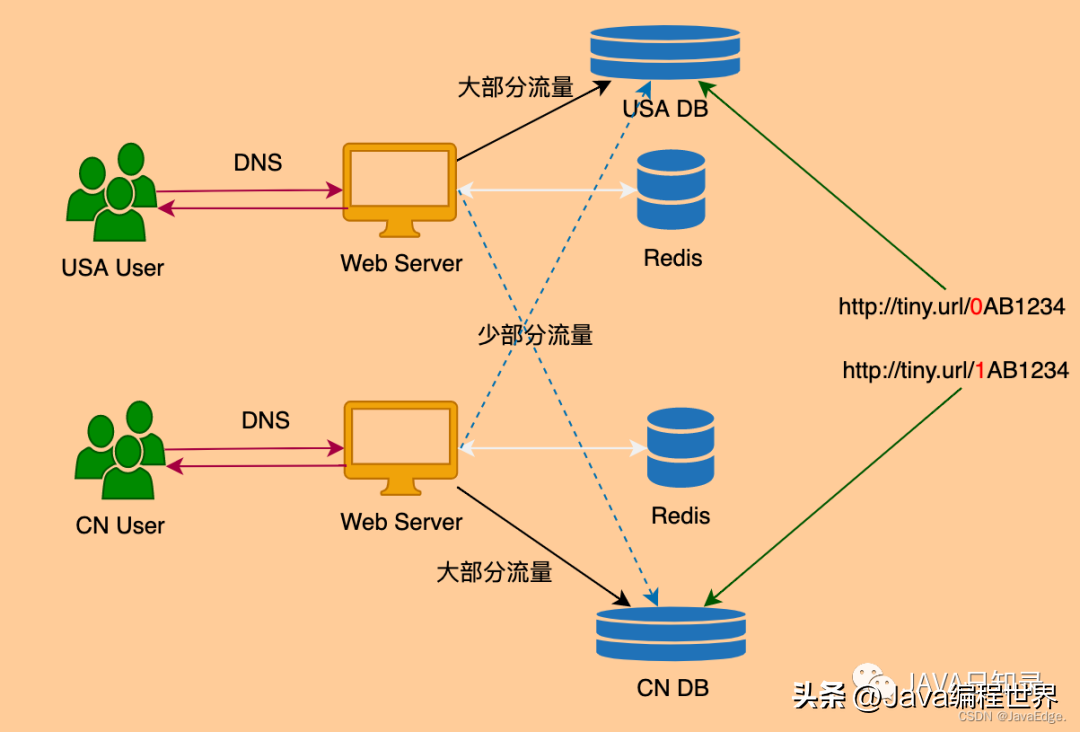 大部分流量
USA DB
DNS
USA User
Web Server
Redis
http://tiny.url/0AB1234
少部分流量
http://tiny.url/1AB1234
DNS
CN User
Web Server
Redis
大部分流量
CN DB
JAVA日知录
头条 @Java编程世界
CSDN @JavaEdge.